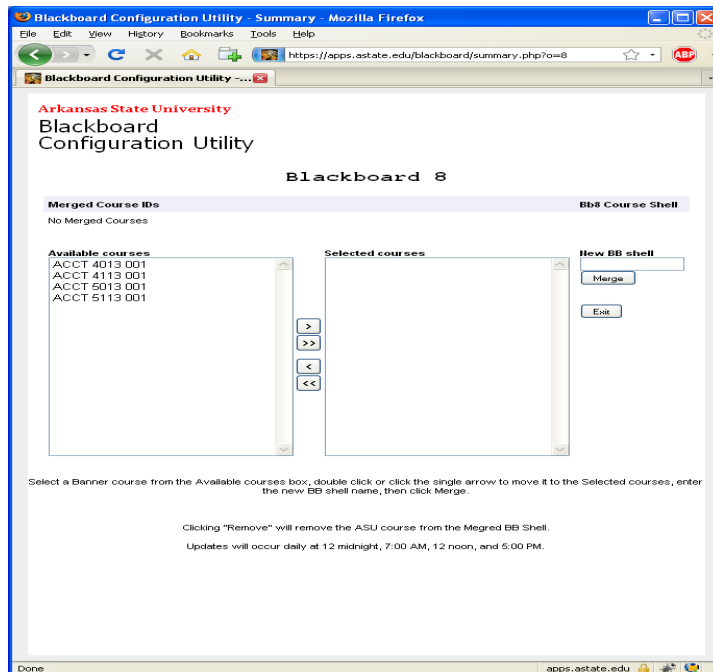 Blackboard Configuration Utility - Summary - Mozilla Firefox
File Edit View History Bookmarks Tools Help
https://apps.astate.edu/blackboard/summary.php?o=8
ABP
Blackboard Configuration Utility -...
Arkansas State University
Blackboard
Configuration Utility
Blackboard 8
Merged Course IDs Bb8 Course Shell
No Merged Courses
Available courses Selected courses New BB shell
ACCT 4013 001
ACCT 4113 001
ACCT 5013 001
ACCT 5113 001
Merge
Exit
>
>>
<
<<
Select a Banner course from the Available courses box, double click or click the single arrow to move it to the Selected courses, enter
the new BB shell name, then click Merge.
Clicking "Remove" will remove the ASU course from the Megred BB Shell.
Updates will occur daily at 12 midnight, 7:00 AM, 12 noon, and 5:00 PM.
Done apps.astate.edu